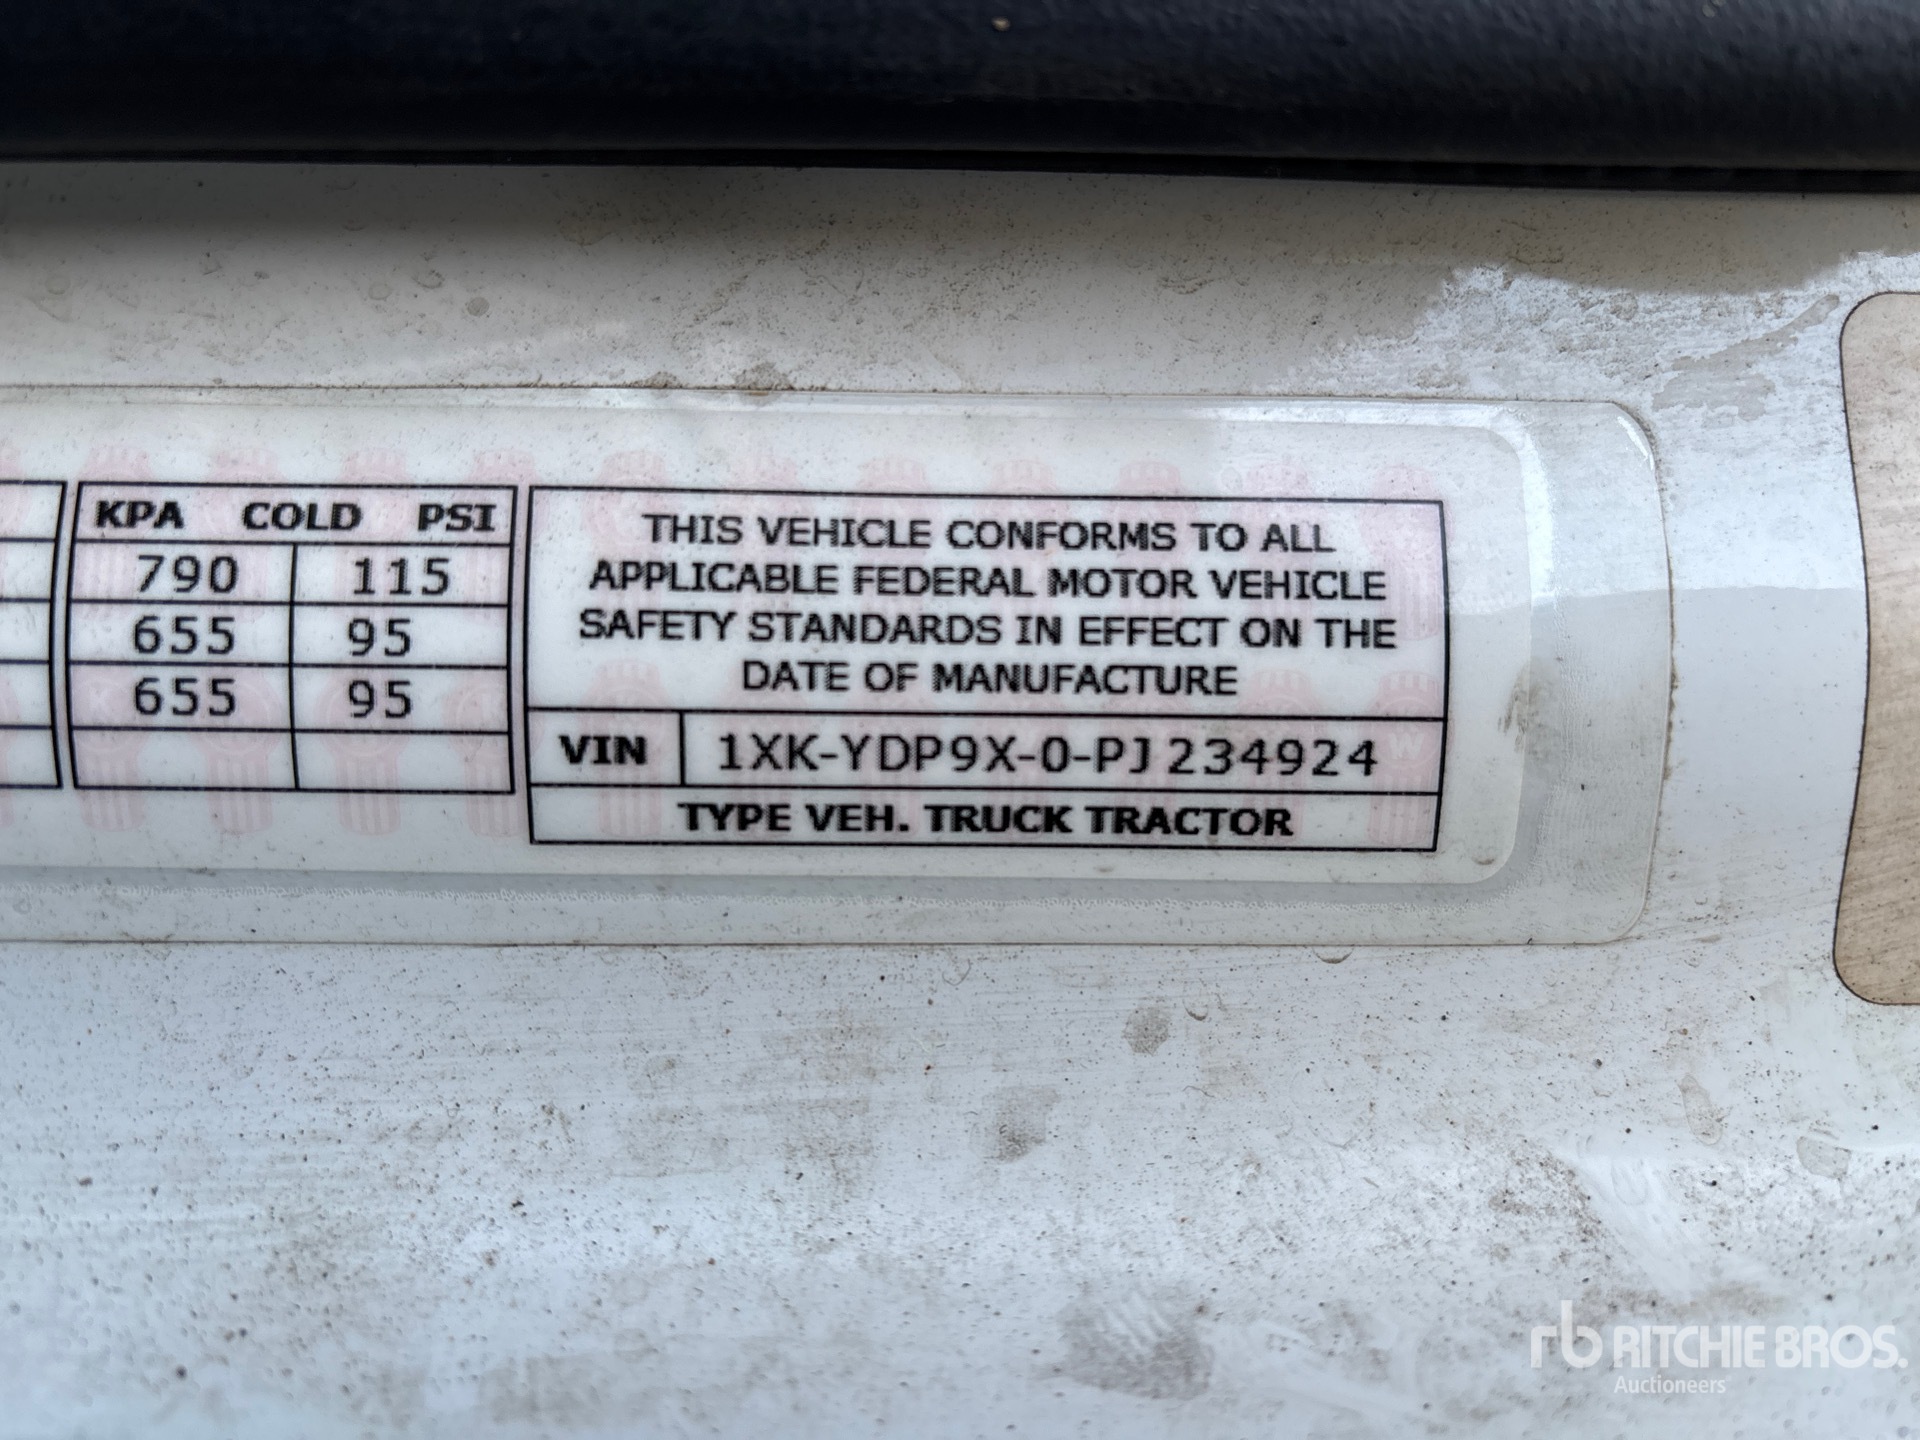 KPA COLD PSI
790 115
655 95
655 95
THIS VEHICLE CONFORMS TO ALL
APPLICABLE FEDERAL MOTOR VEHICLE
SAFETY STANDARDS IN EFFECT ON THE
DATE OF MANUFACTURE
VIN 1XK-YDP9X-0-PJ234924
TYPE VEH. TRUCK TRACTOR
rb RITCHIE BROS.
Auctioneers